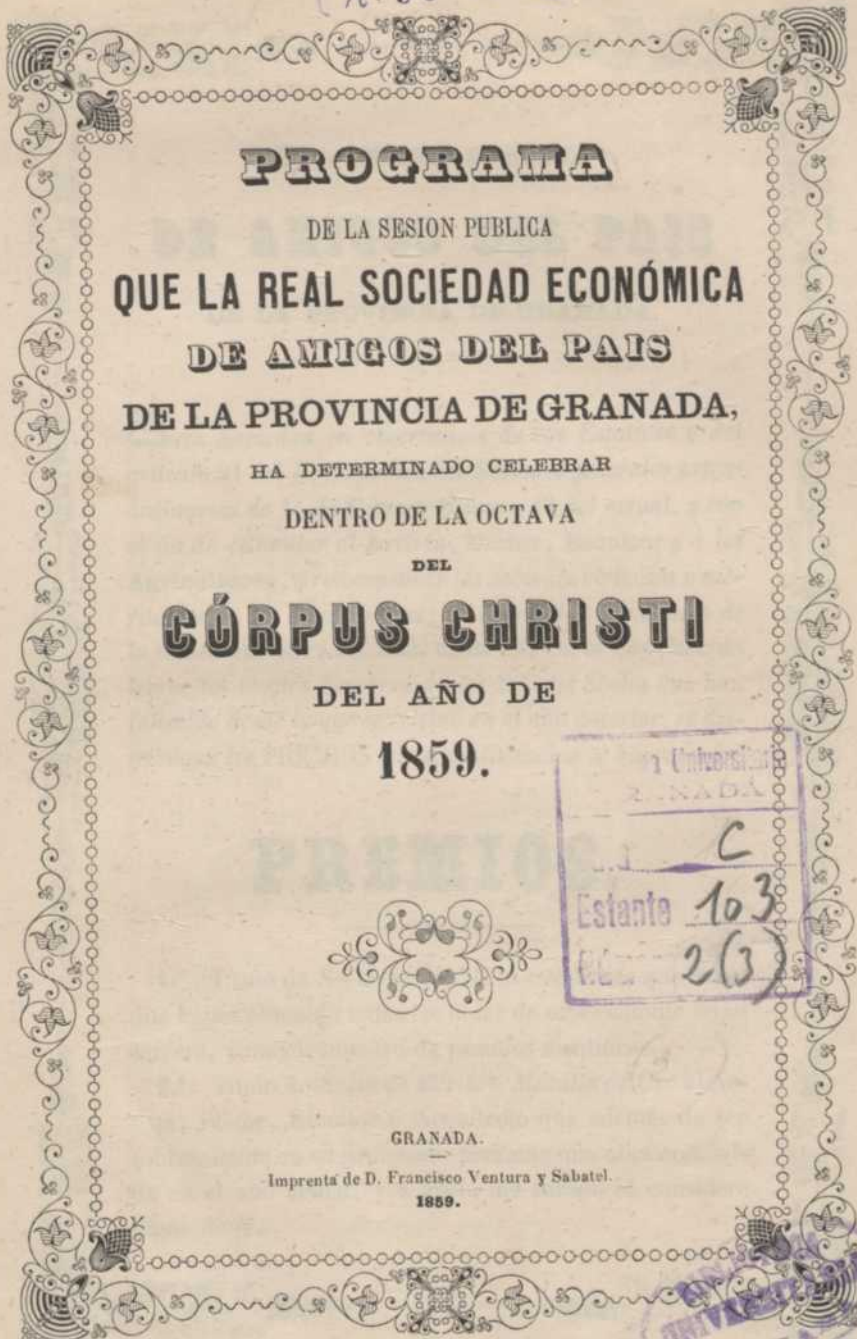 PROGRAMA
DE LA SESION PUBLICA
QUE LA REAL SOCIEDAD ECONÓMICA
DE AMIGOS DEL PAIS
DE LA PROVINCIA DE GRANADA,
HA DETERMINADO CELEBRAR
DENTRO DE LA OCTAVA
DEL
CÓRPUS CHRISTI
DEL AÑO DE
1859.
C
Estante 103
2(3)
(3)
GRANADA.
Imprenta de D. Francisco Ventura y Sabatel.
1859.